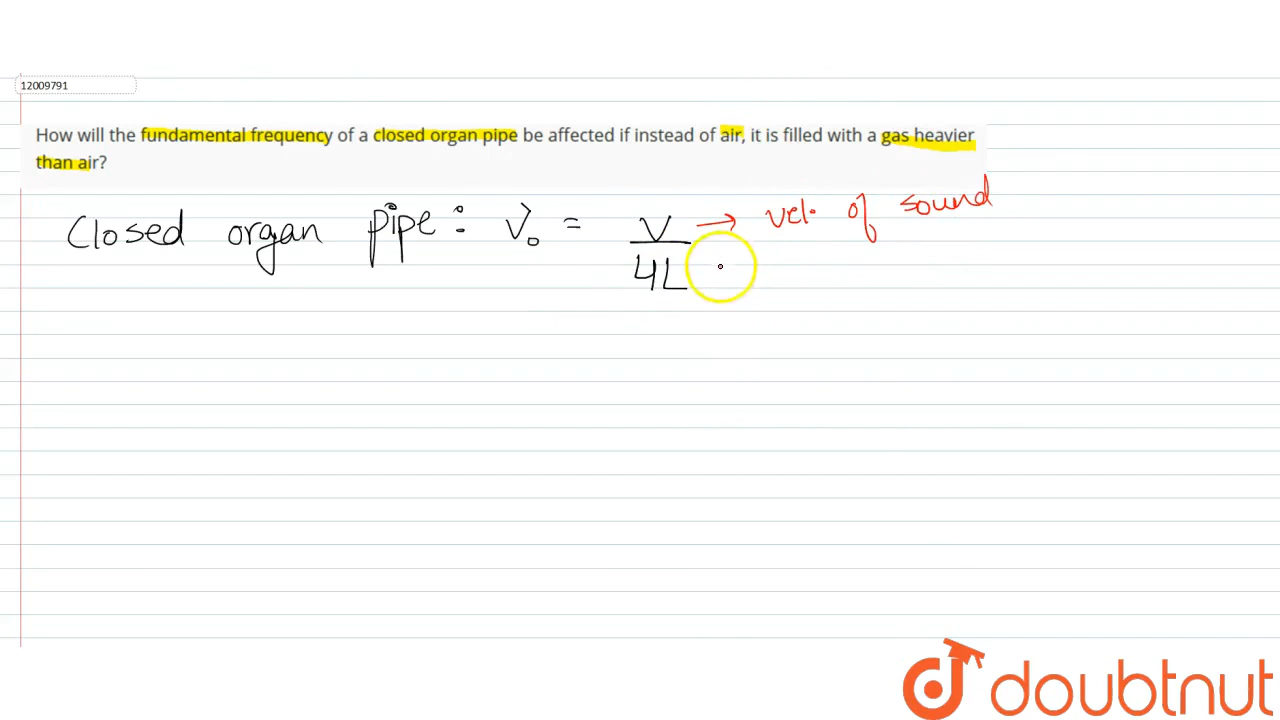 12009791
How will the fundamental frequency of a closed organ pipe be affected if instead of air, it is filled with a gas heavier
than air?
Closed organ pipe : ν₀ = V/4L → vel. of sound
doubtnut